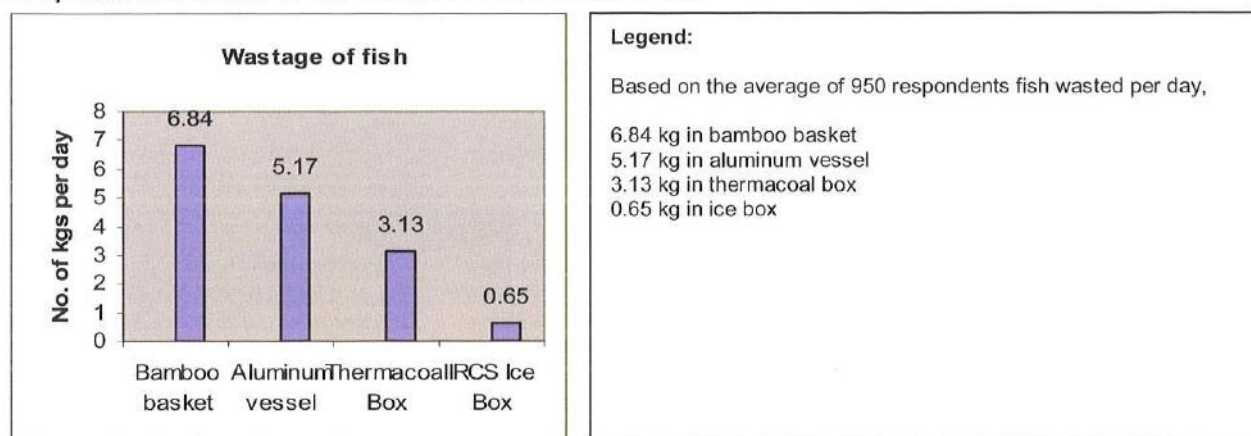 Wastage of fish
No. of kgs per day
8
7
6
5
4
3
2
1
0
6.84
5.17
3.13
0.65
Bamboo basket
Aluminum vessel
Thermacoal Box
IRCS Ice Box
Legend:
Based on the average of 950 respondents fish wasted per day,
6.84 kg in bamboo basket
5.17 kg in aluminum vessel
3.13 kg in thermacoal box
0.65 kg in ice box